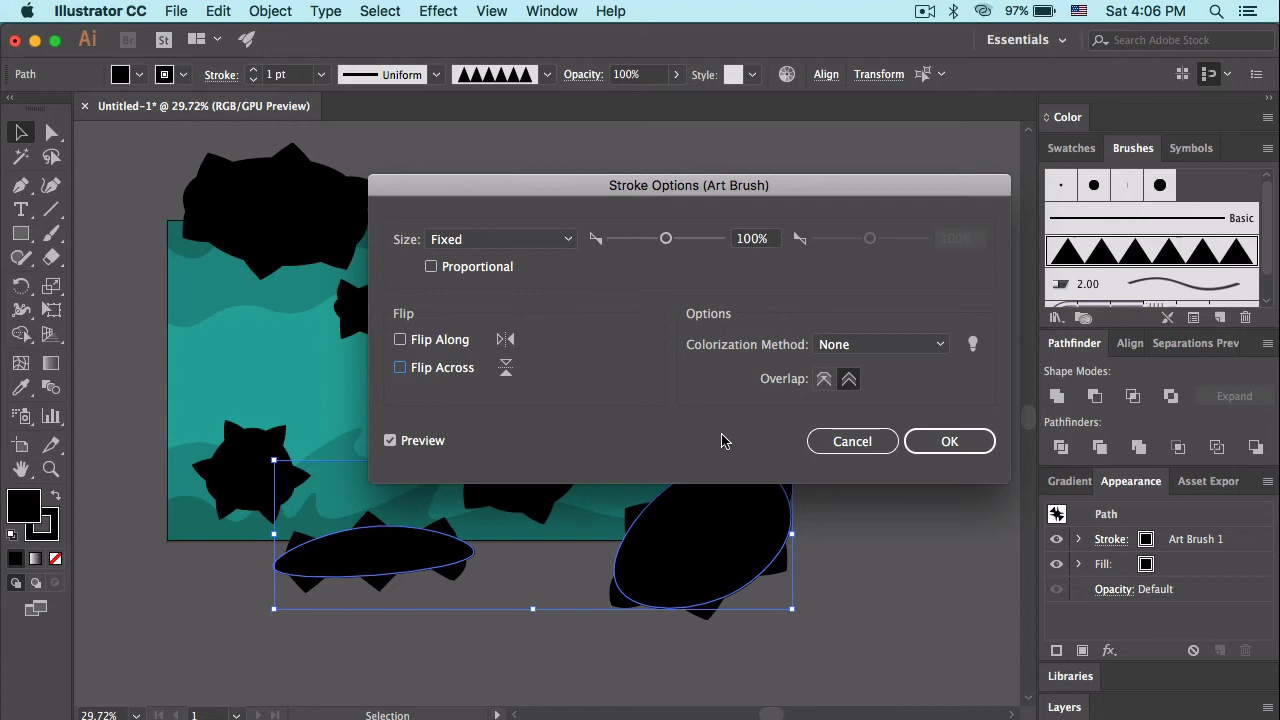 Illustrator CC File Edit Object Type Select Effect View Window Help 97% Sat 4:06 PM
Ai Br St Essentials Search Adobe Stock
Path Stroke: 1 pt Uniform Opacity: 100% Style: Align Transform
× Untitled-1* @ 29.72% (RGB/GPU Preview)
Color
Swatches Brushes Symbols
Stroke Options (Art Brush)
Basic
Size: Fixed 100% 100%
Proportional
2.00
Flip Options
Flip Along Colorization Method: None
Flip Across
Overlap:
Pathfinder Align Separations Prev
Shape Modes:
Expand
Pathfinders:
Preview Cancel OK
Gradient Appearance Asset Expor
Path
Stroke: Art Brush 1
Fill:
Opacity: Default
fx.
Libraries
Layers
29.72% 1 Selection